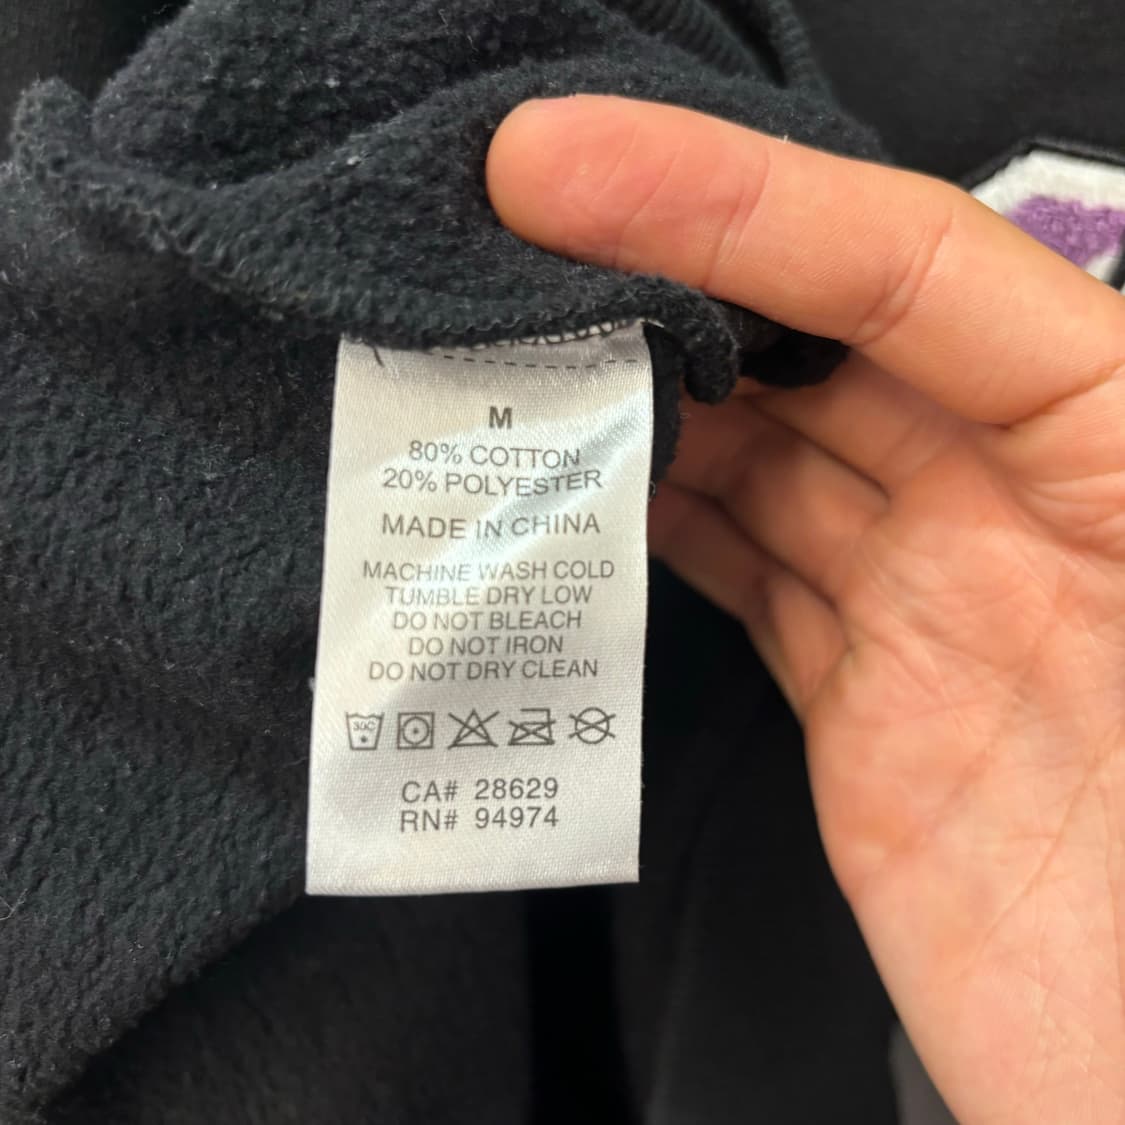 M
80% COTTON
20% POLYESTER
MADE IN CHINA
MACHINE WASH COLD
TUMBLE DRY LOW
DO NOT BLEACH
DO NOT IRON
DO NOT DRY CLEAN
30C
CA# 28629
RN# 94974